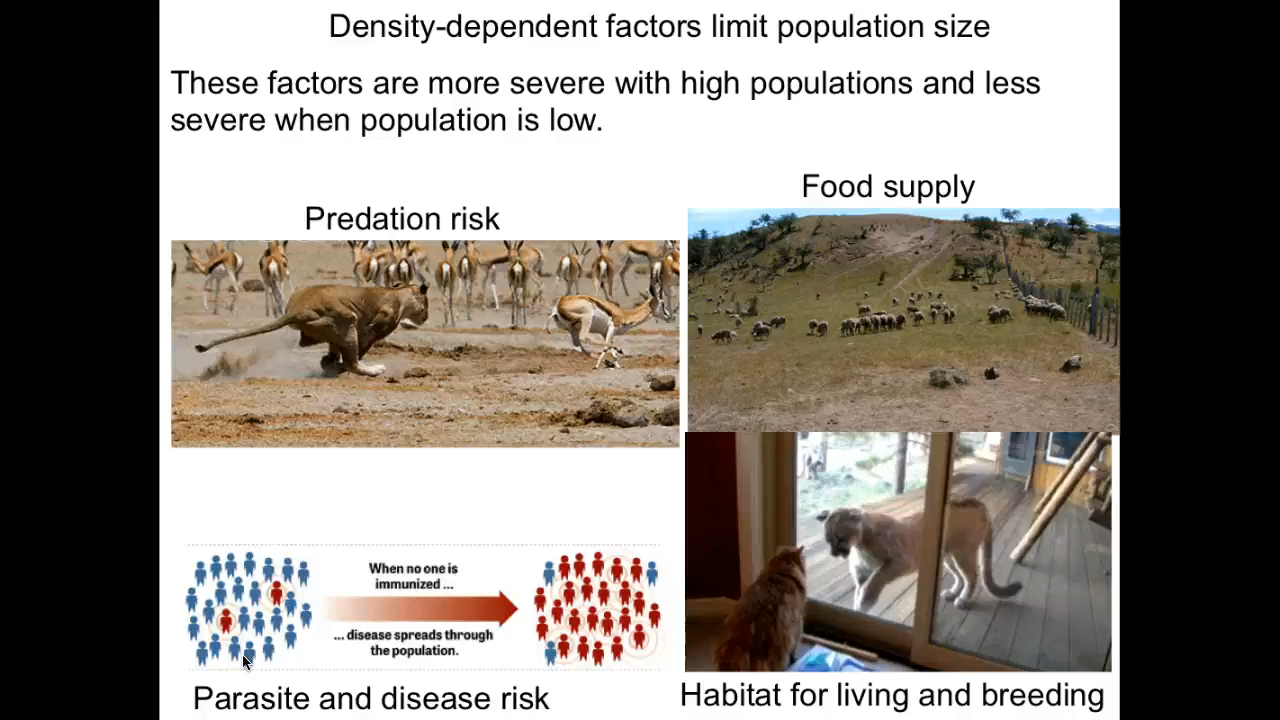 Density-dependent factors limit population size
These factors are more severe with high populations and less
severe when population is low.
Food supply
Predation risk
When no one is
immunized ...
... disease spreads through
the population.
Parasite and disease risk
Habitat for living and breeding